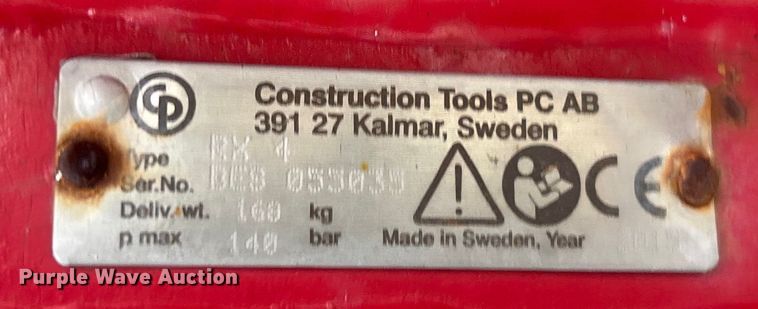 CP
Construction Tools PC AB
391 27 Kalmar, Sweden
Type RX 4
Ser.No.
Deliv. wt. 160 kg
p max 140 bar
CE
Made in Sweden, Year
Purple Wave Auction